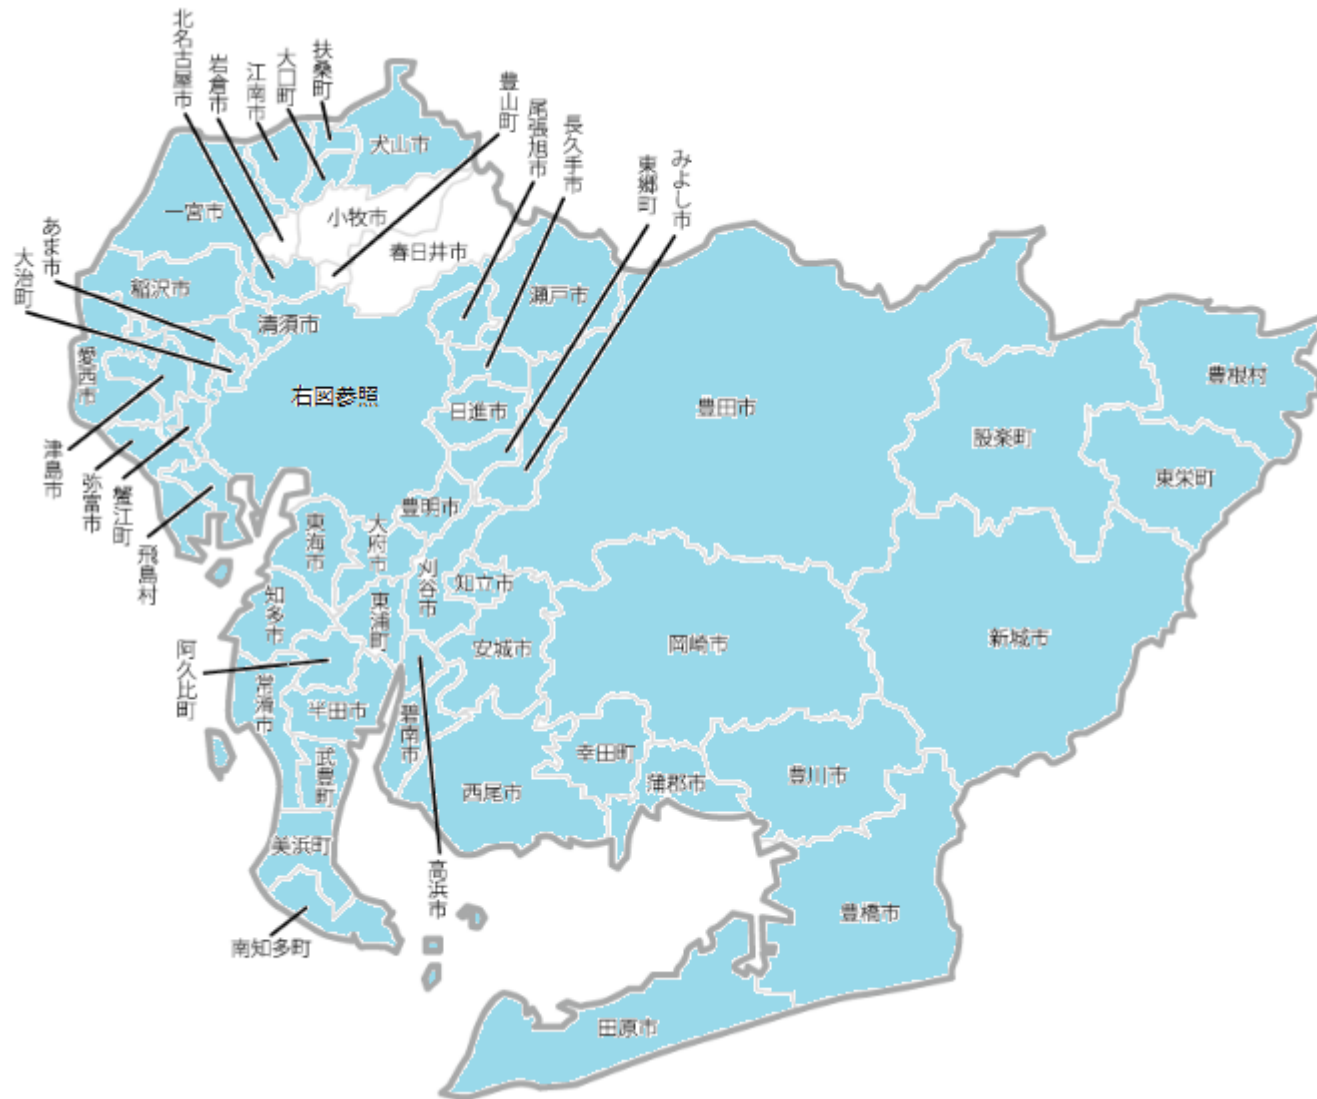 北名古屋市
岩倉市
江南市
大口町
扶桑町
豊山町
尾張旭市
長久手市
東郷町
みよし市
犬山市
小牧市
春日井市
一宮市
あま市
大治町
稲沢市
清須市
瀬戸市
愛西市
右図参照
日進市
豊田市
設楽町
豊根村
東栄町
津島市
弥富市
蟹江町
飛島村
豊明市
東海市
大府市
刈谷市
知立市
知多市
東浦町
安城市
岡崎市
新城市
阿久比町
常滑市
半田市
碧南市
武豊町
西尾市
幸田町
蒲郡市
豊川市
美浜町
高浜市
豊橋市
南知多町
田原市